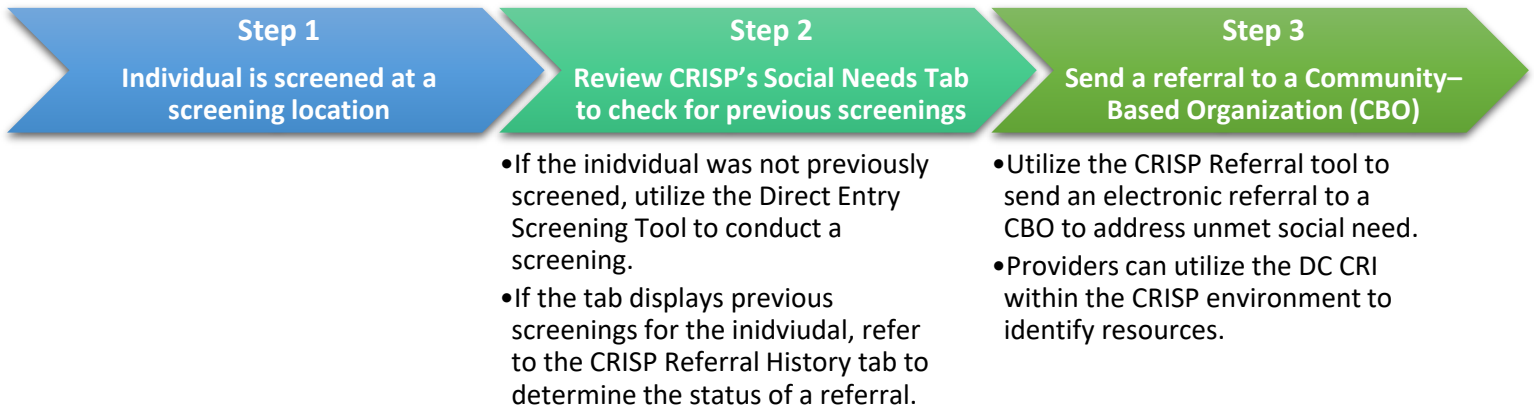 Step 1
Individual is screened at a
screening location
Step 2
Review CRISP's Social Needs Tab
to check for previous screenings
•If the inidvidual was not previously
screened, utilize the Direct Entry
Screening Tool to conduct a
screening.
•If the tab displays previous
screenings for the inidviudal, refer
to the CRISP Referral History tab to
determine the status of a referral.
Step 3
Send a referral to a Community–
Based Organization (CBO)
•Utilize the CRISP Referral tool to
send an electronic referral to a
CBO to address unmet social need.
•Providers can utilize the DC CRI
within the CRISP environment to
identify resources.